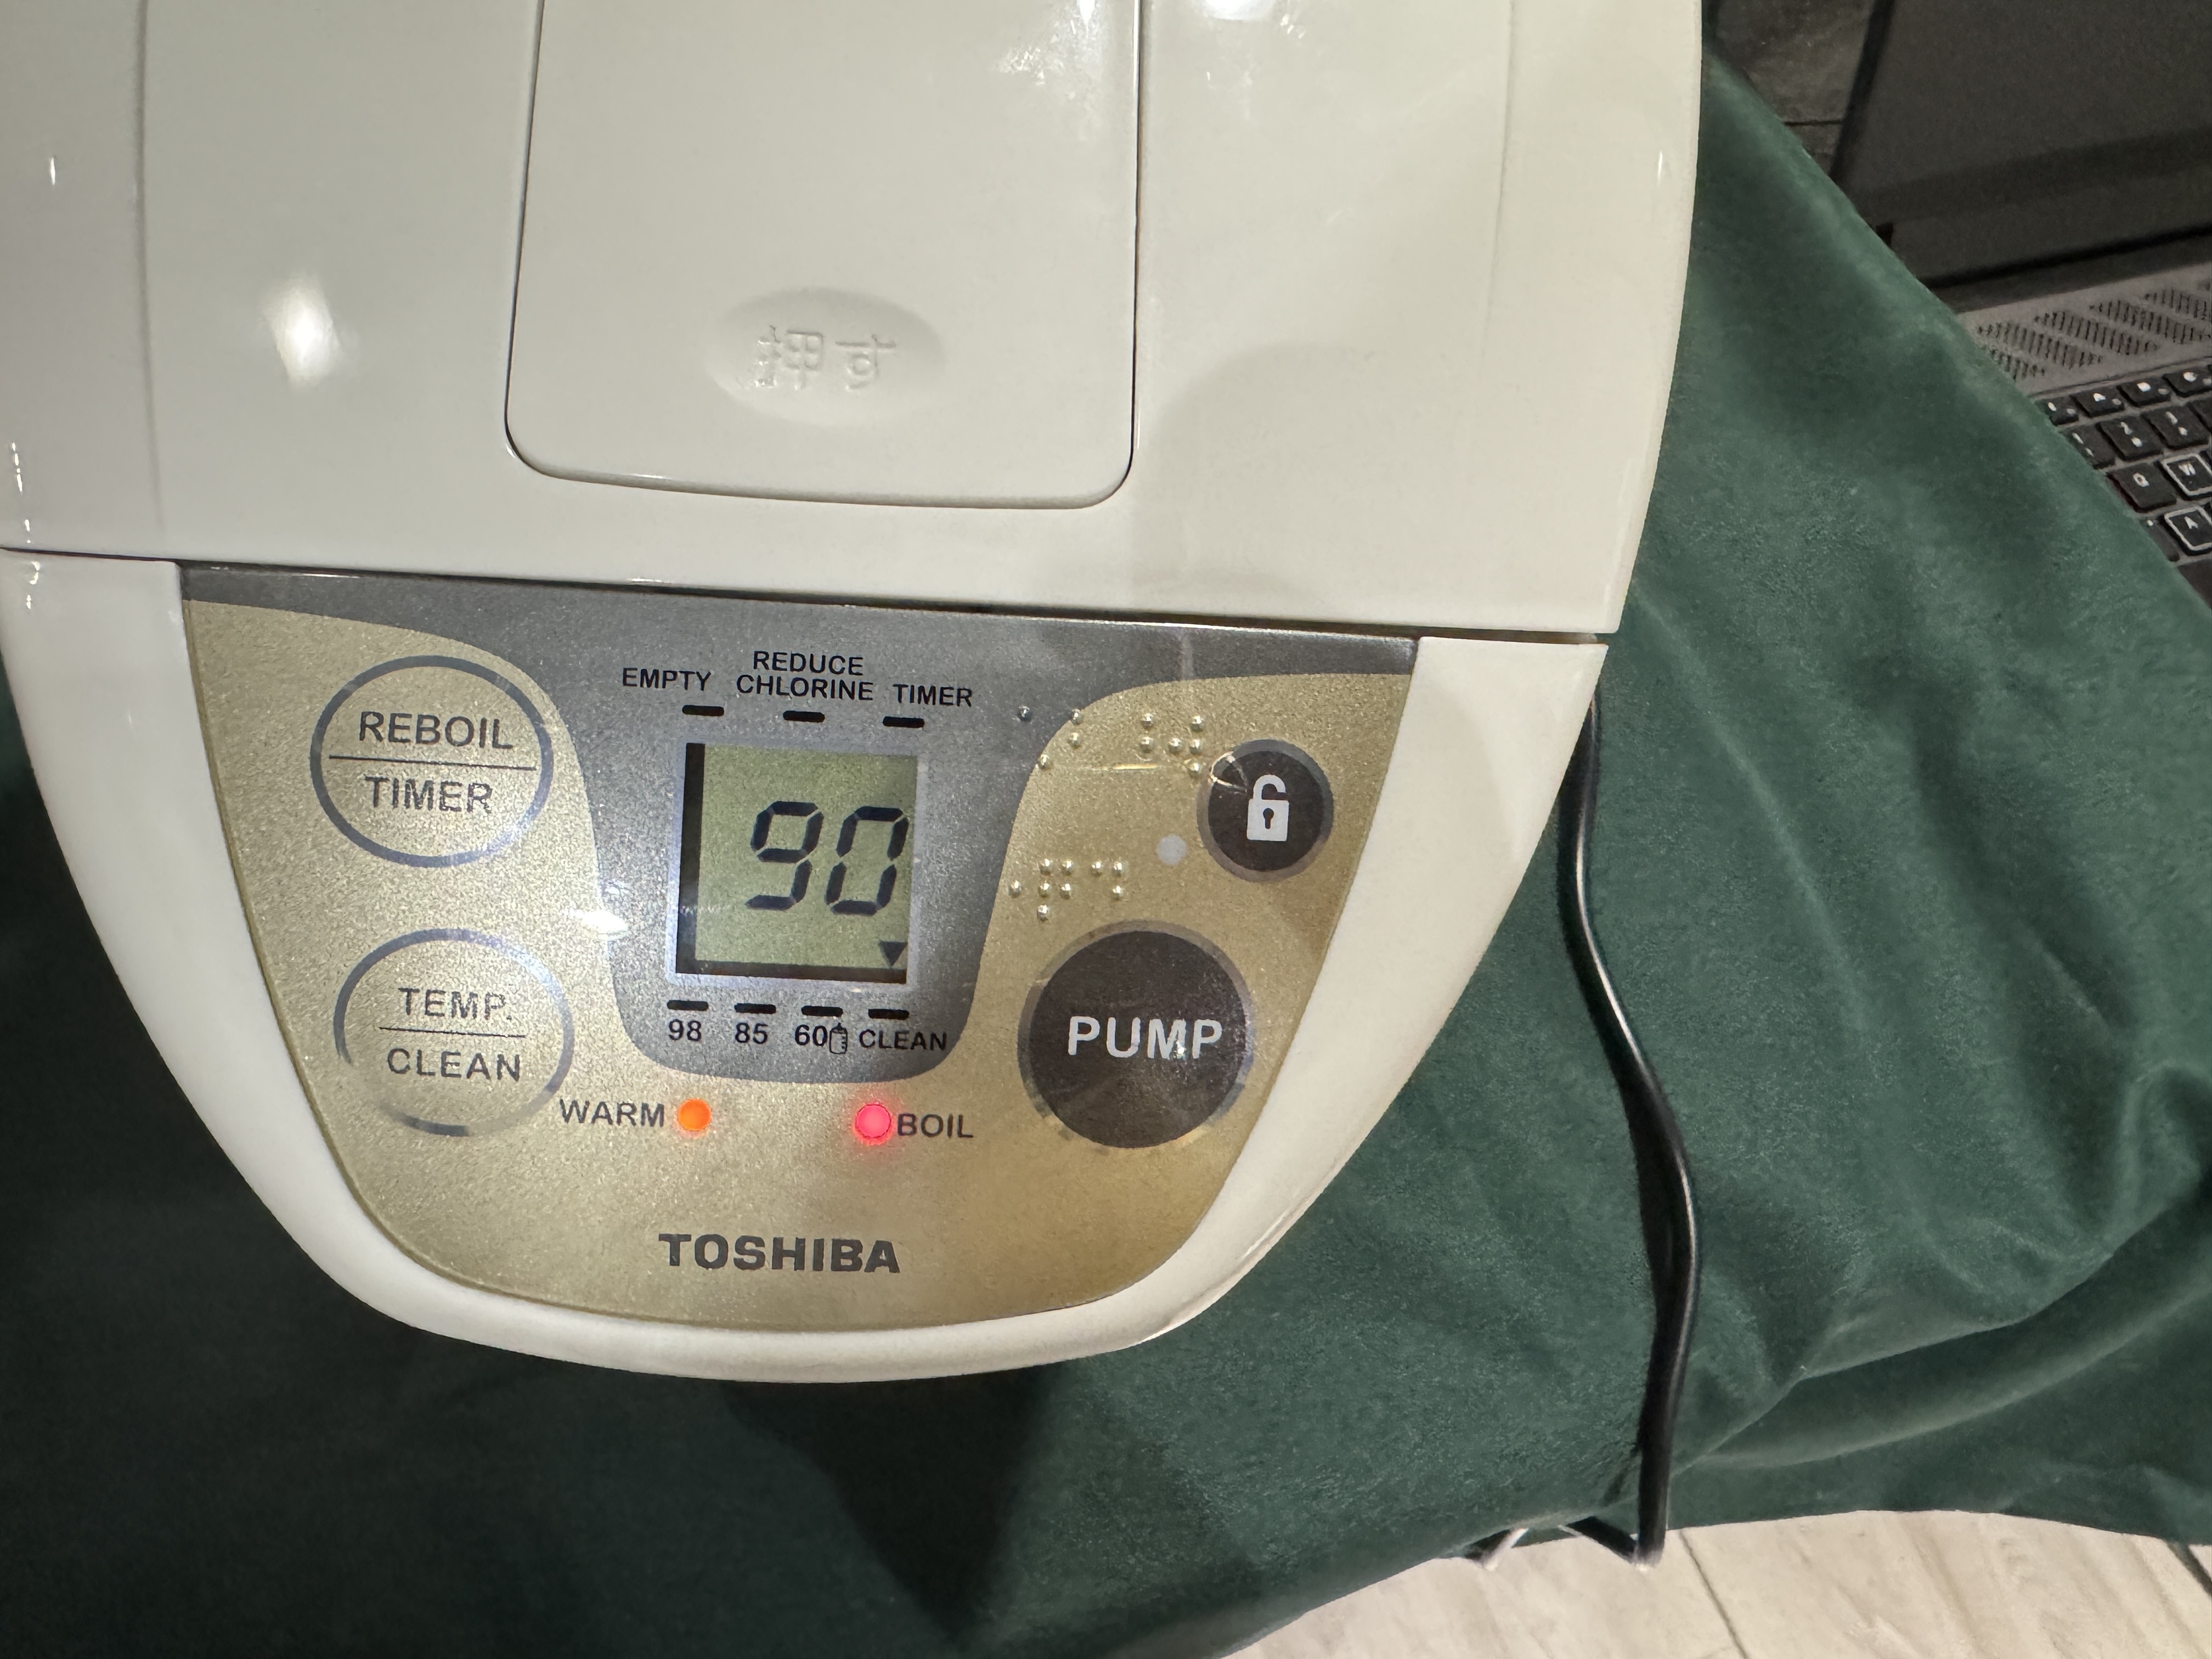 押す
REDUCE
EMPTY CHLORINE TIMER
REBOIL
TIMER
90
TEMP.
CLEAN
98 85 60 CLEAN
PUMP
WARM BOIL
TOSHIBA
Q W
A